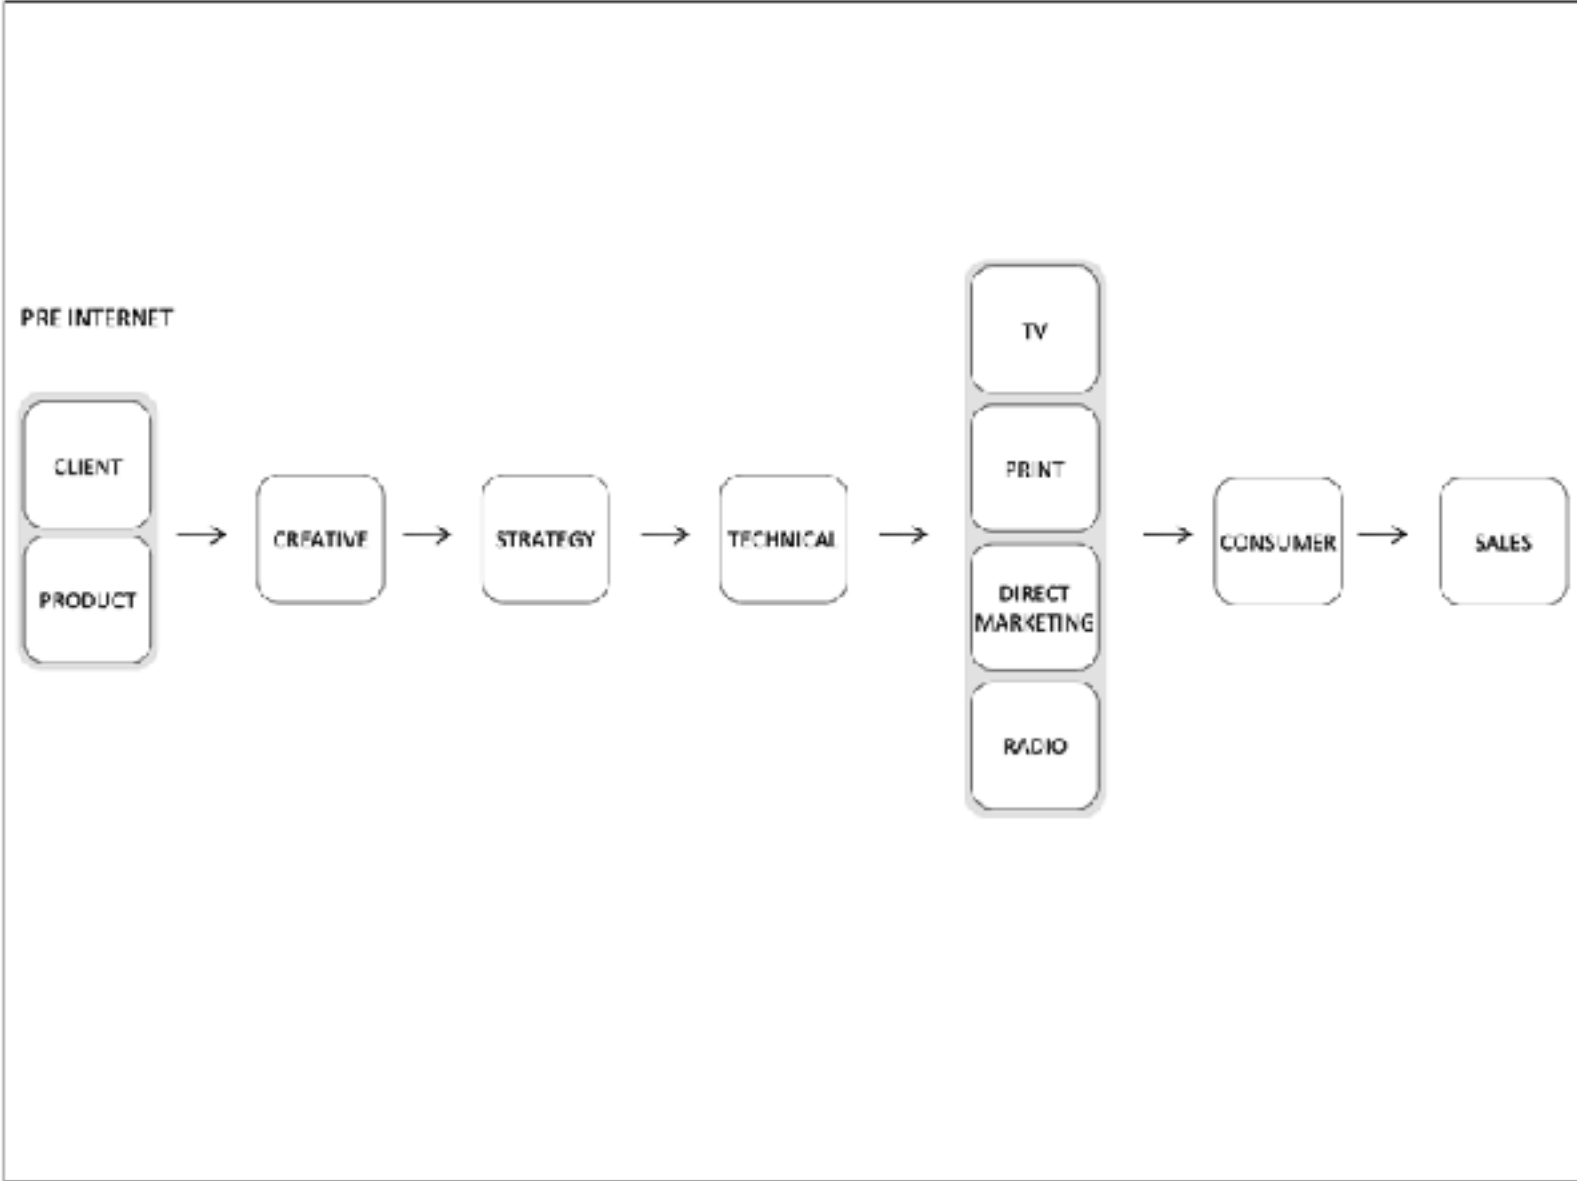 PRE INTERNET
CLIENT
PRODUCT
CREATIVE
STRATEGY
TECHNICAL
TV
PRINT
DIRECT
MARKETING
RADIO
CONSUMER
SALES